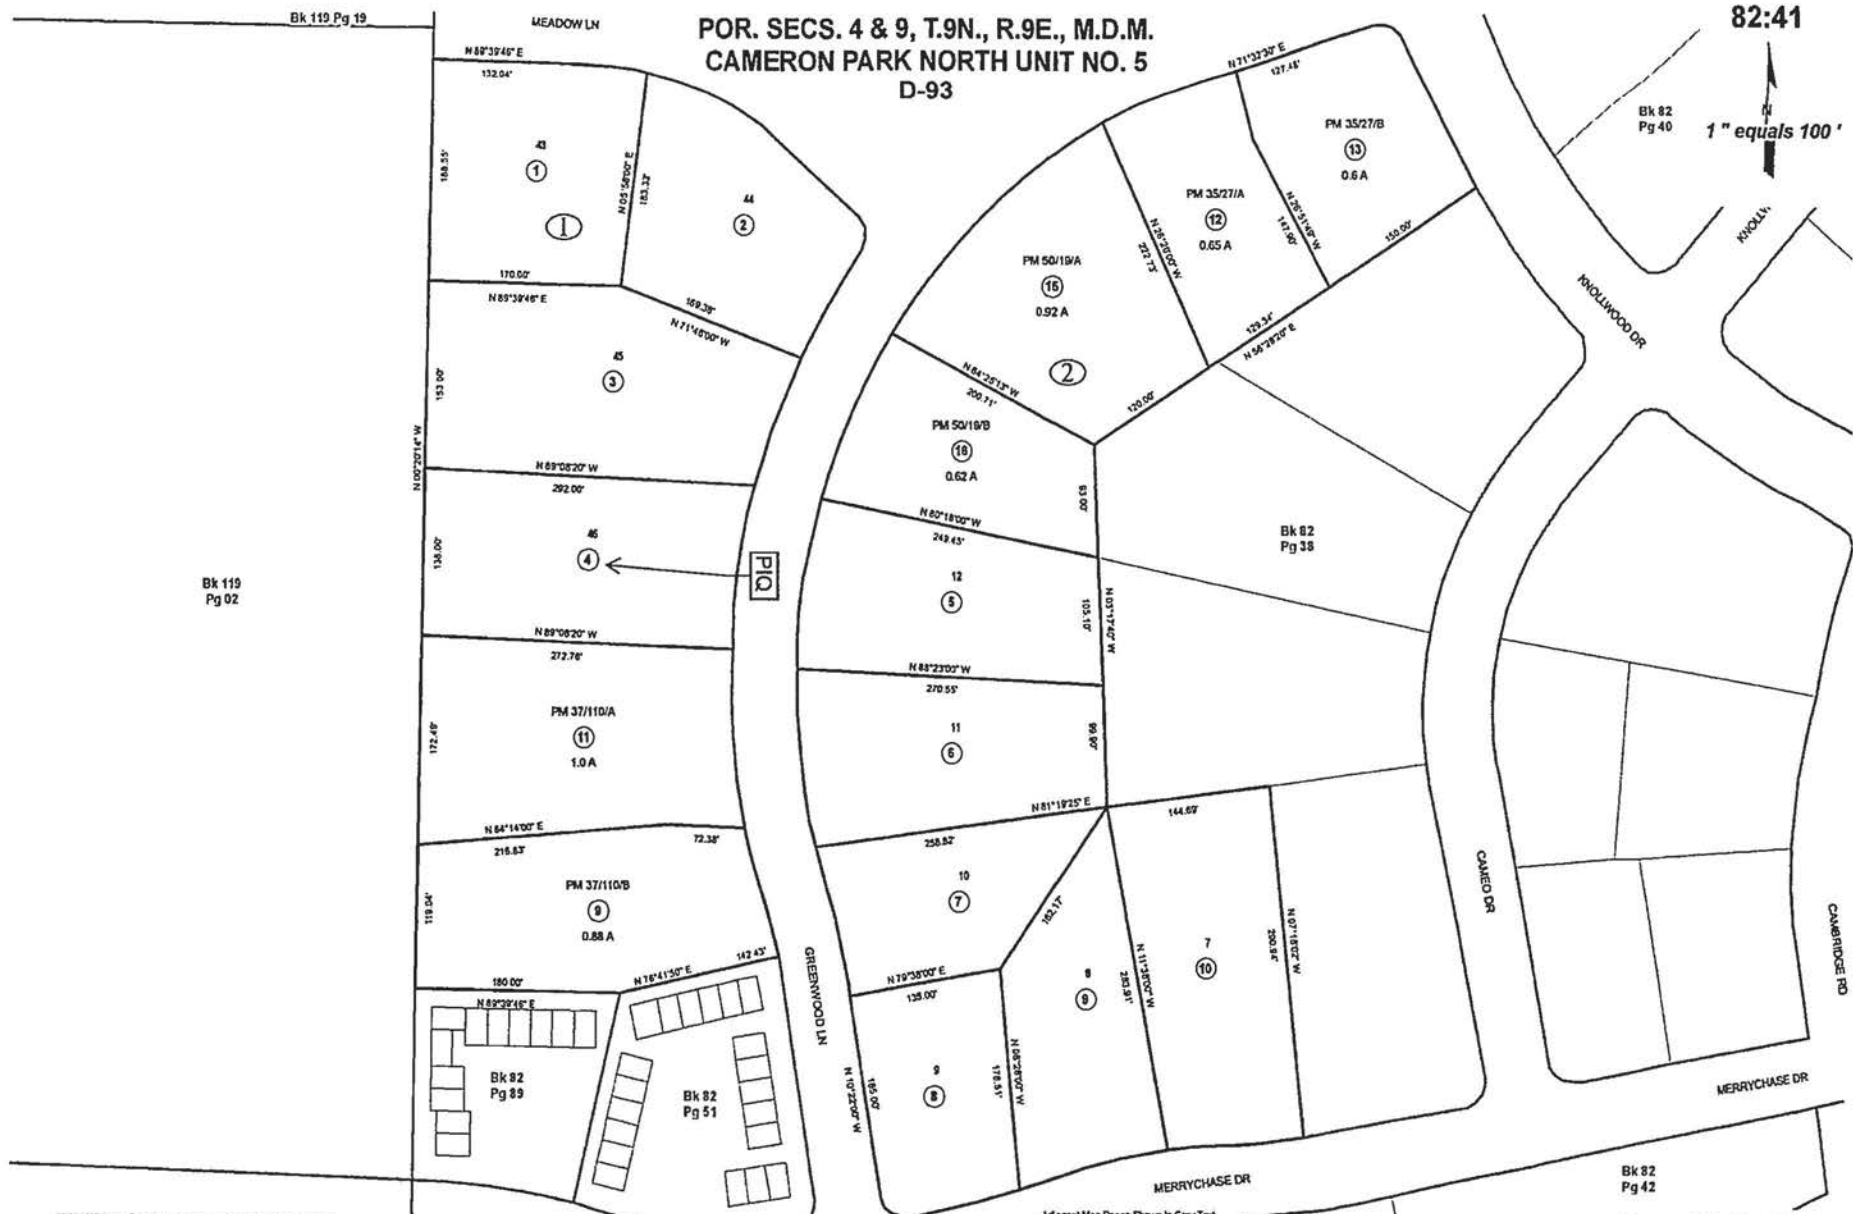 Bk 119 Pg 19
MEADOW LN
POR. SECS. 4 & 9, T.9N., R.9E., M.D.M.
CAMERON PARK NORTH UNIT NO. 5
D-93
82:41
N
1 " equals 100 '
Bk 82
Pg 40
N 89°39'46" E
132.04'
188.55'
43
1
1
N 05°58'00" E
183.32'
44
2
170.00'
N 89°39'46" E
169.38'
N 71°46'00" W
45
3
153.00'
N 00°20'14" W
N 89°08'20" W
292.00'
46
4
PIQ
138.00'
N 89°08'20" W
272.76'
PM 37/110/A
11
1.0 A
172.49'
N 84°14'00" E
216.83'
72.38'
PM 37/110/B
9
0.88 A
119.04'
180.00'
N 89°39'46" E
N 76°41'50" E
142.43'
Bk 82
Pg 89
Bk 82
Pg 51
Bk 119
Pg 02
GREENWOOD LN
N 10°22'00" W
185.00'
N 71°32'30" E
127.48'
PM 35/27/B
13
0.6 A
PM 35/27/A
12
0.65 A
N 26°51'49" W
147.90'
150.00'
N 26°20'00" W
222.73'
PM 50/19/A
15
0.92 A
2
129.34'
N 56°28'20" E
120.00'
N 64°25'13" W
200.71'
PM 50/19/B
16
0.62 A
93.00'
N 80°18'00" W
249.45'
12
5
105.10'
N 03°17'40" W
N 88°23'00" W
270.55'
11
6
99.90'
N 81°19'25" E
258.82'
144.69'
10
7
162.17'
N 79°38'00" E
135.00'
9
8
N 06°28'00" W
178.51'
8
9
N 11°38'00" W
283.91'
7
10
N 07°18'02" W
290.94'
Bk 82
Pg 38
KNOLLW
KNOLLWOOD DR
CAMEO DR
CAMBRIDGE RD
MERRYCHASE DR
MERRYCHASE DR
Bk 82
Pg 42